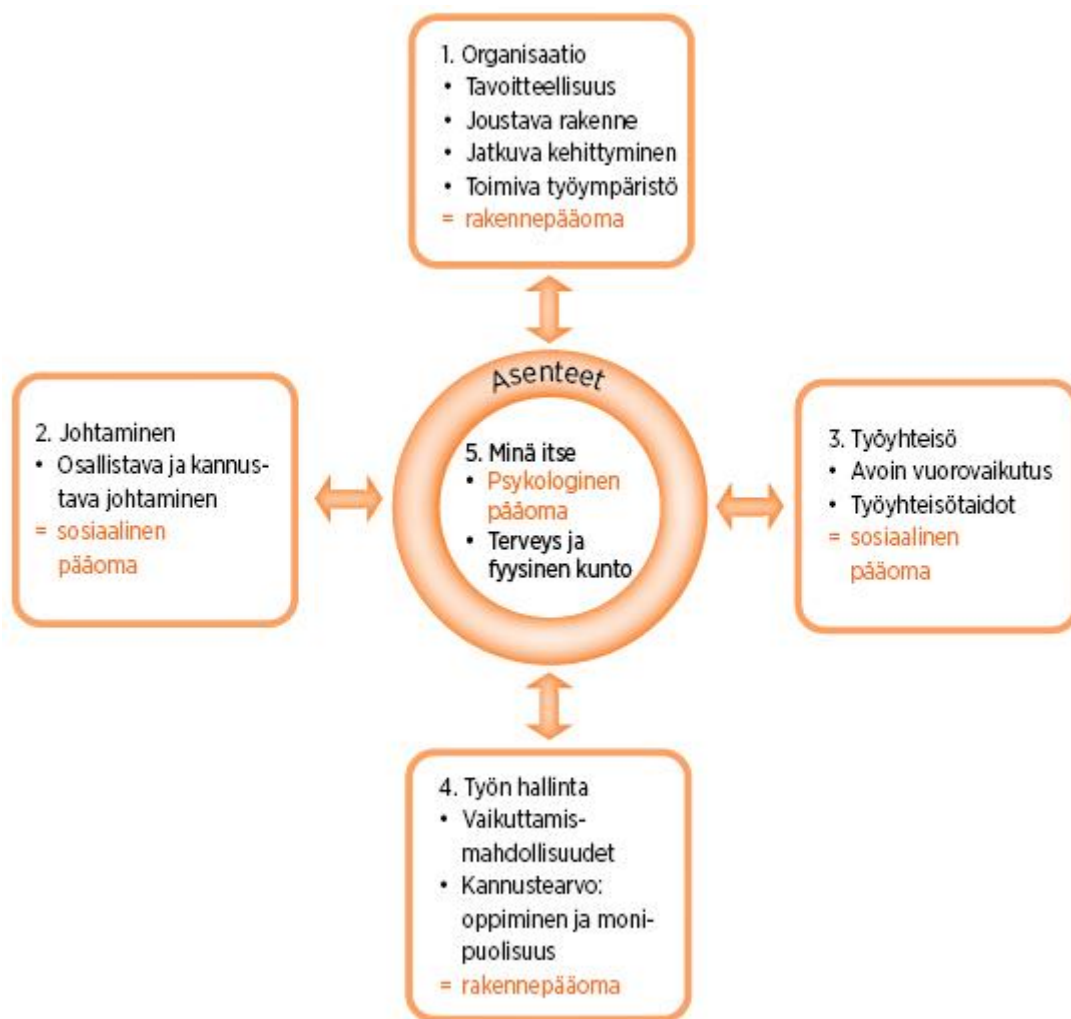 1. Organisaatio
• Tavoitteellisuus
• Joustava rakenne
• Jatkuva kehittyminen
• Toimiva työympäristö
= rakennepääoma
Asenteet
2. Johtaminen
• Osallistava ja kannus-
tava johtaminen
= sosiaalinen
pääoma
5. Minä itse
• Psykologinen
pääoma
• Terveys ja
fyysinen kunto
3. Työyhteisö
• Avoin vuorovaikutus
• Työyhteisötaidot
= sosiaalinen
pääoma
4. Työn hallinta
• Vaikuttamis-
mahdollisuudet
• Kannustearvo:
oppiminen ja moni-
puolisuus
= rakennepääoma